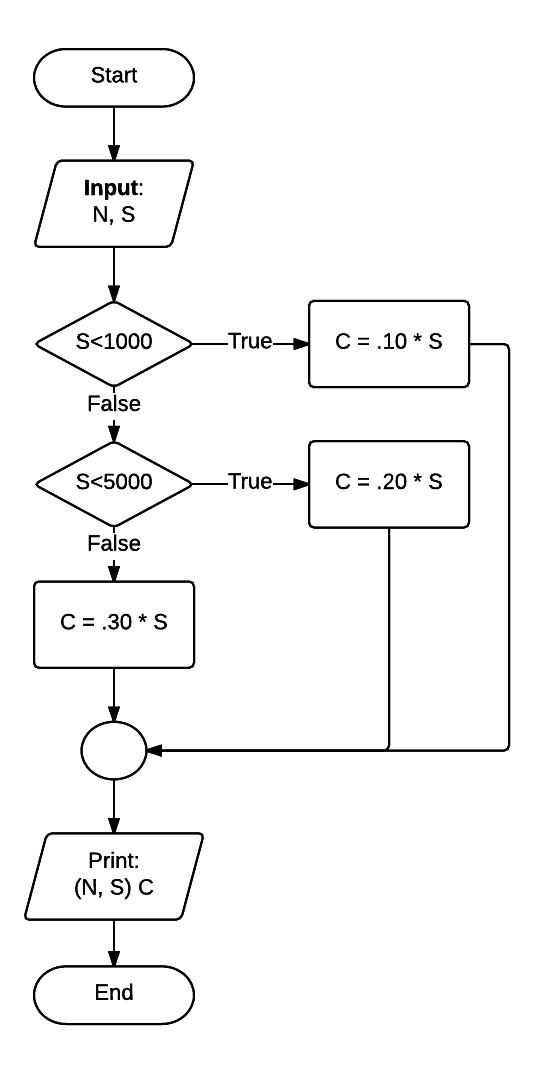 Start
Input:
N, S
S<1000
True
C = .10 * S
False
S<5000
True
C = .20 * S
False
C = .30 * S
Print:
(N, S) C
End